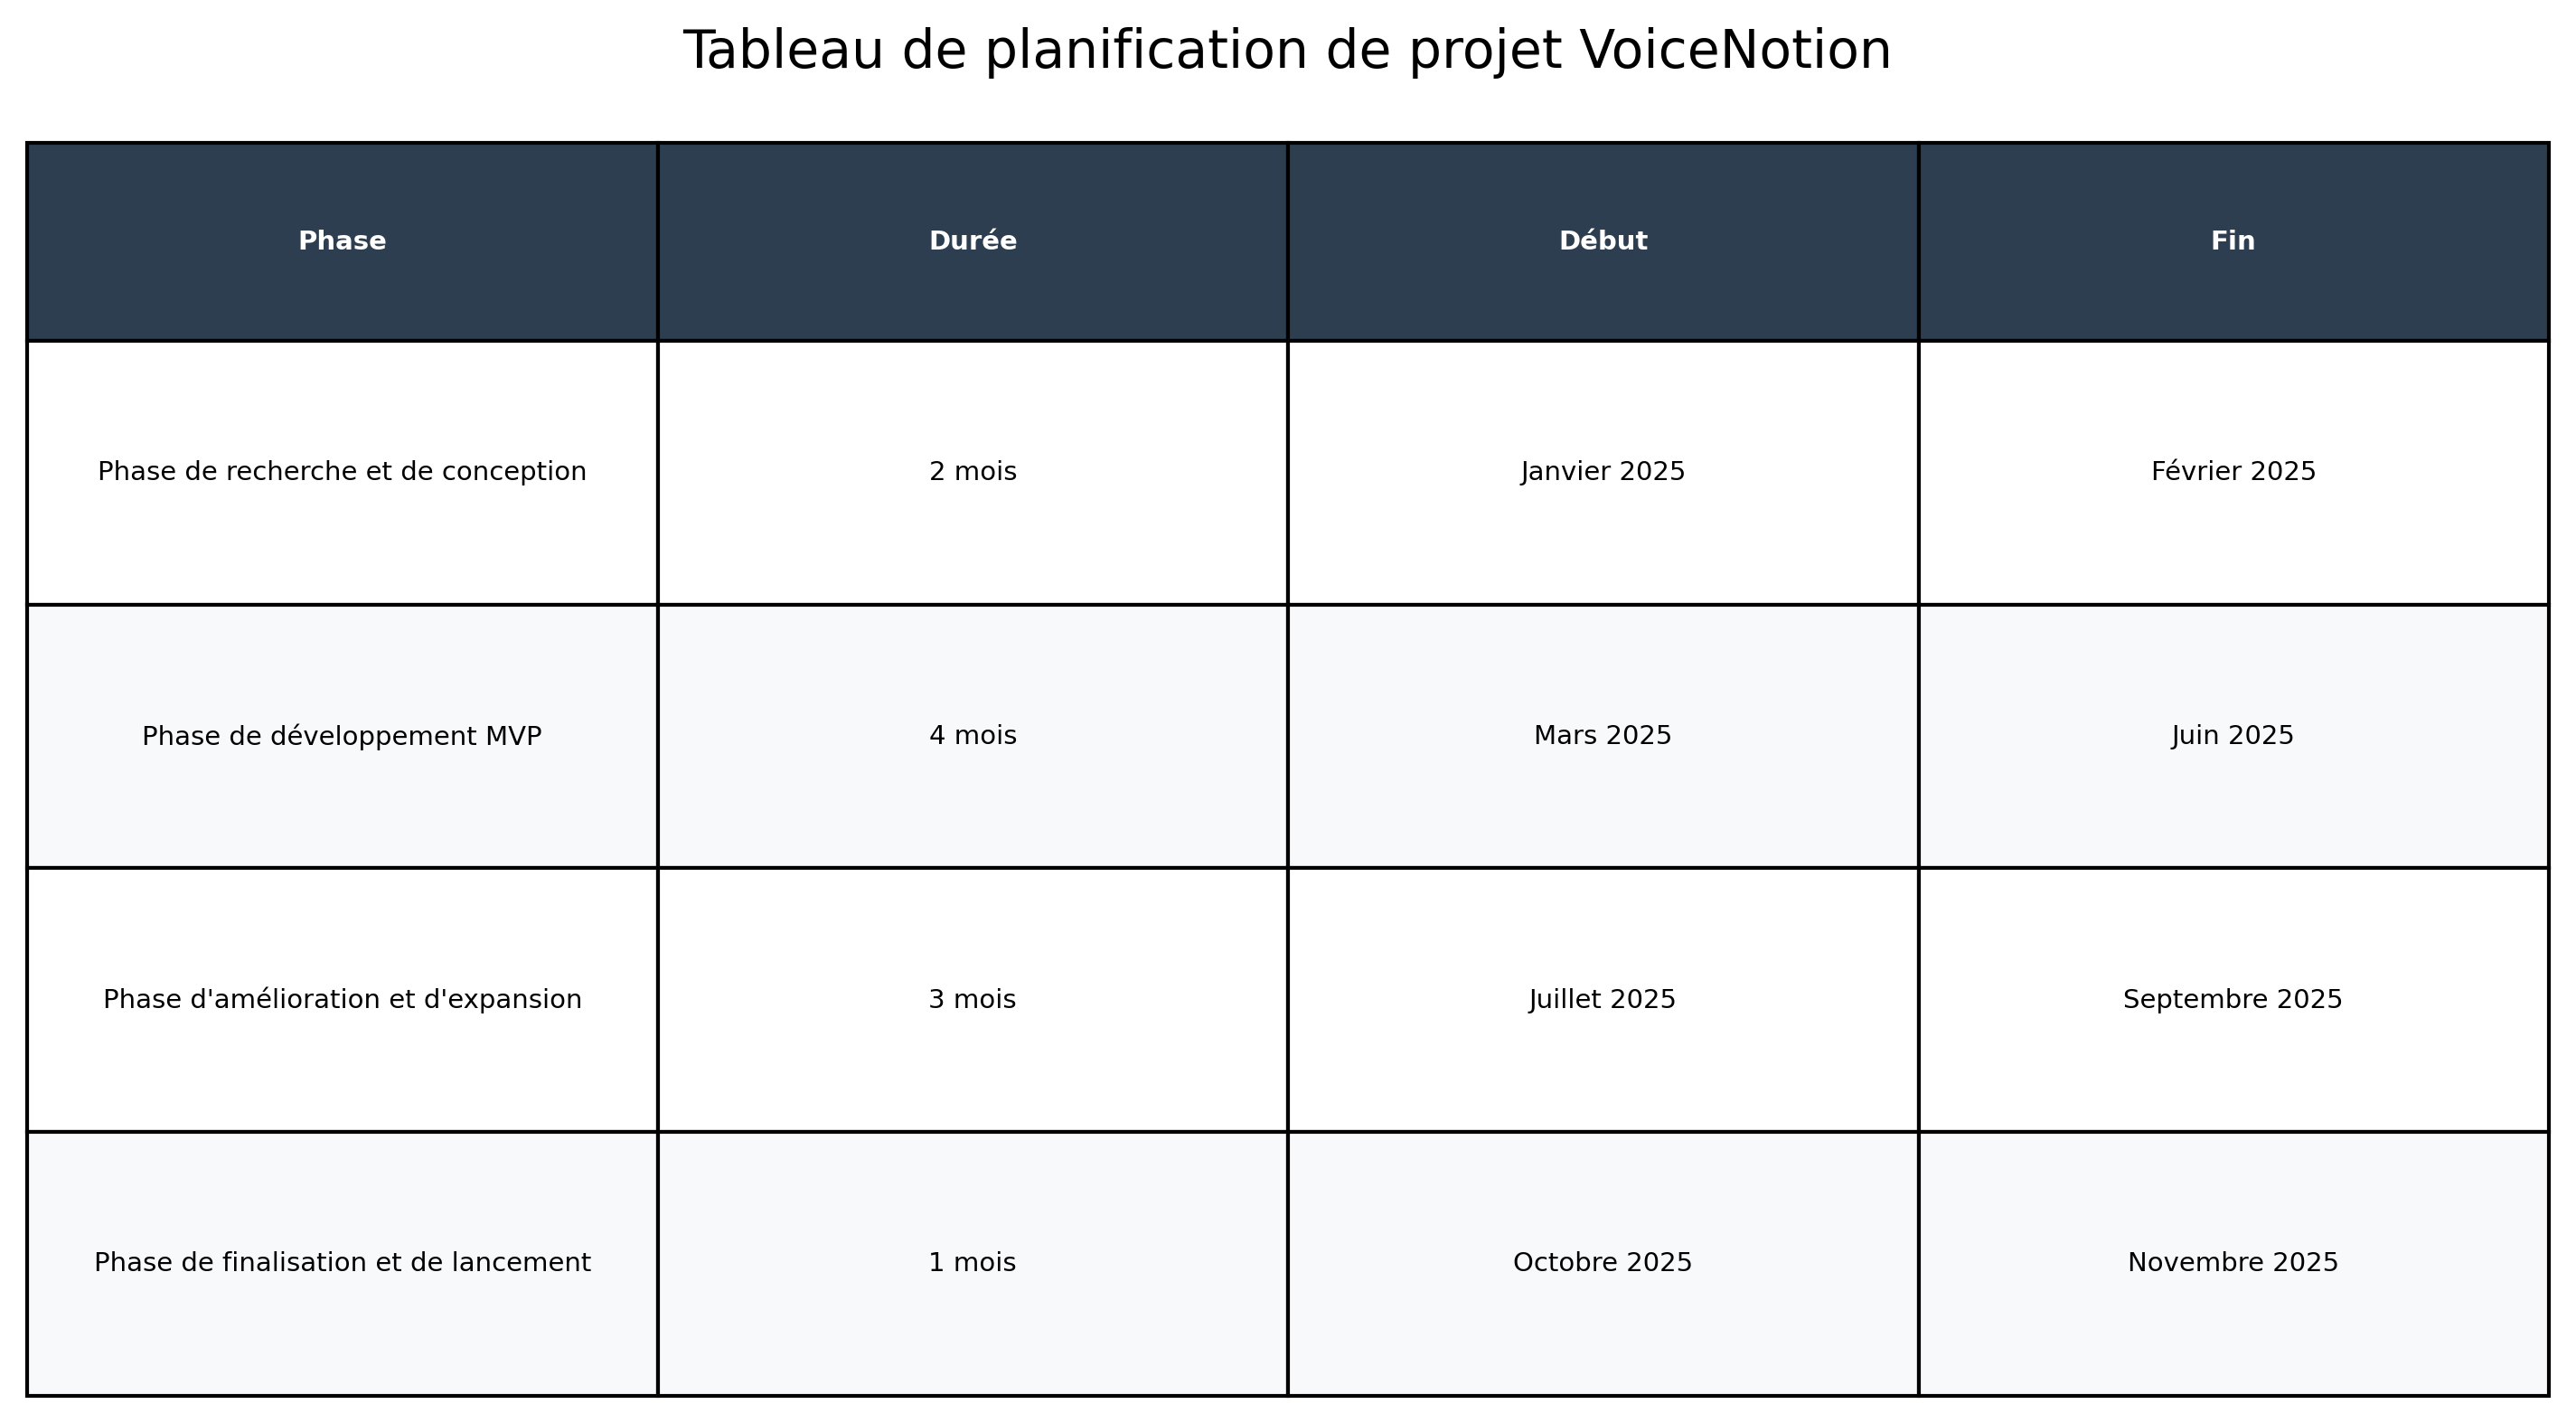 Tableau de planification de projet VoiceNotion
Phase Durée Début Fin
Phase de recherche et de conception 2 mois Janvier 2025 Février 2025
Phase de développement MVP 4 mois Mars 2025 Juin 2025
Phase d'amélioration et d'expansion 3 mois Juillet 2025 Septembre 2025
Phase de finalisation et de lancement 1 mois Octobre 2025 Novembre 2025